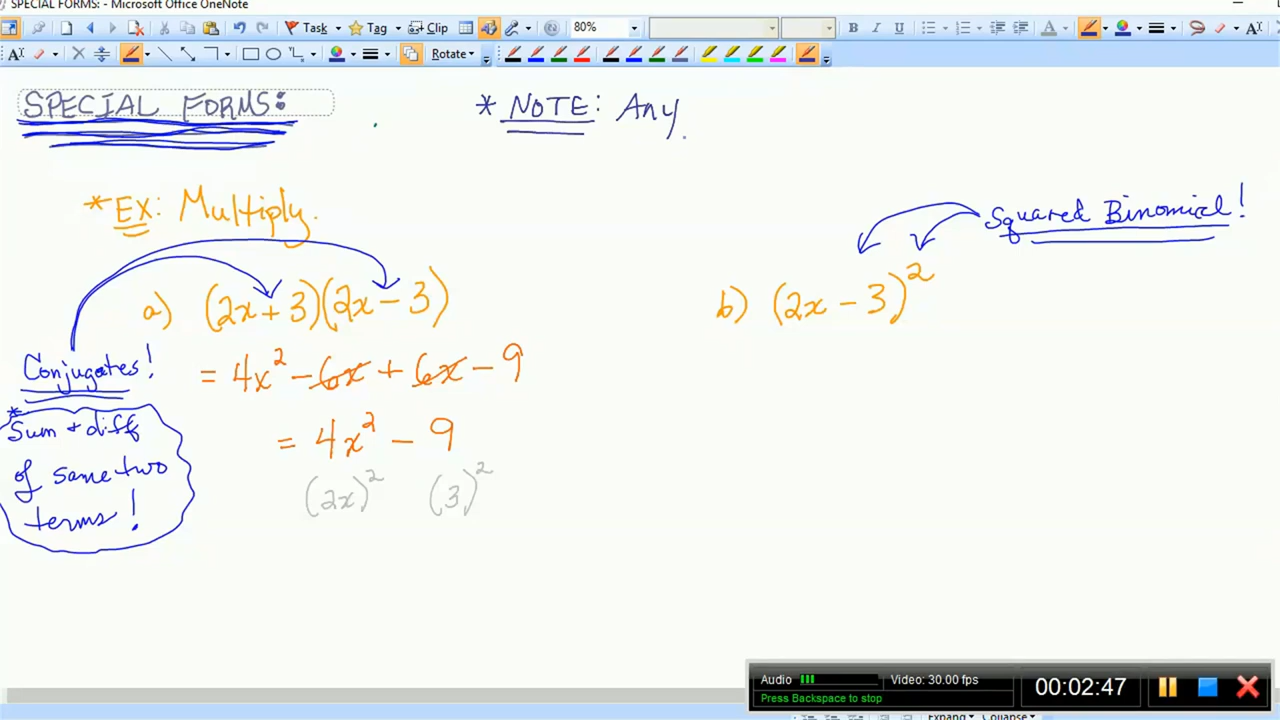 SPECIAL FORMS: - Microsoft Office OneNote
Task Tag Clip 80% B I U A
Rotate
SPECIAL FORMS:
* NOTE: Any
*EX: Multiply.
Squared Binomial!
a) (2x + 3)(2x - 3)
b) (2x - 3)²
Conjugates!
= 4x² - 6x + 6x - 9
= 4x² - 9
(2x)² (3)²
*Sum + diff
of same two
terms!
Audio Video: 30.00 fps
Press Backspace to stop
00:02:47
Expand Collapse